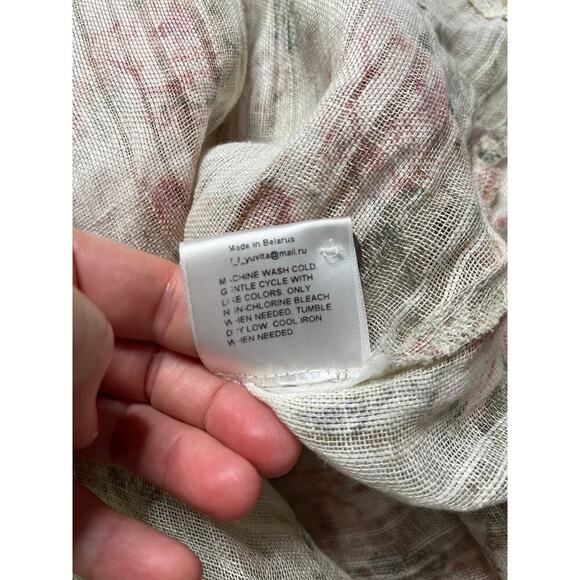 Made in Belarus
f_f_yuvita@mail.ru
MACHINE WASH COLD
GENTLE CYCLE WITH
LIKE COLORS. ONLY
NON-CHLORINE BLEACH
WHEN NEEDED. TUMBLE
DRY LOW. COOL IRON
WHEN NEEDED.